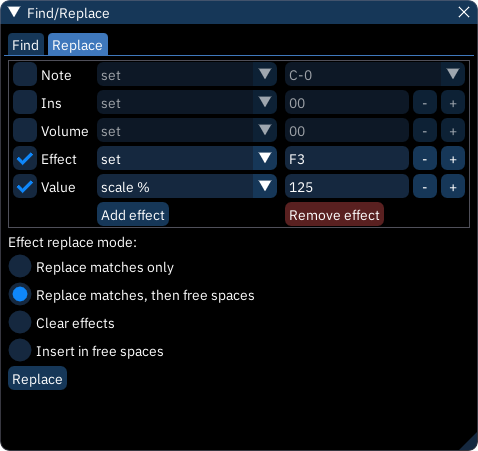 Find/Replace
Find Replace
Note set C-0
Ins set 00 - +
Volume set 00 - +
Effect set F3 - +
Value scale % 125 - +
Add effect Remove effect
Effect replace mode:
Replace matches only
Replace matches, then free spaces
Clear effects
Insert in free spaces
Replace